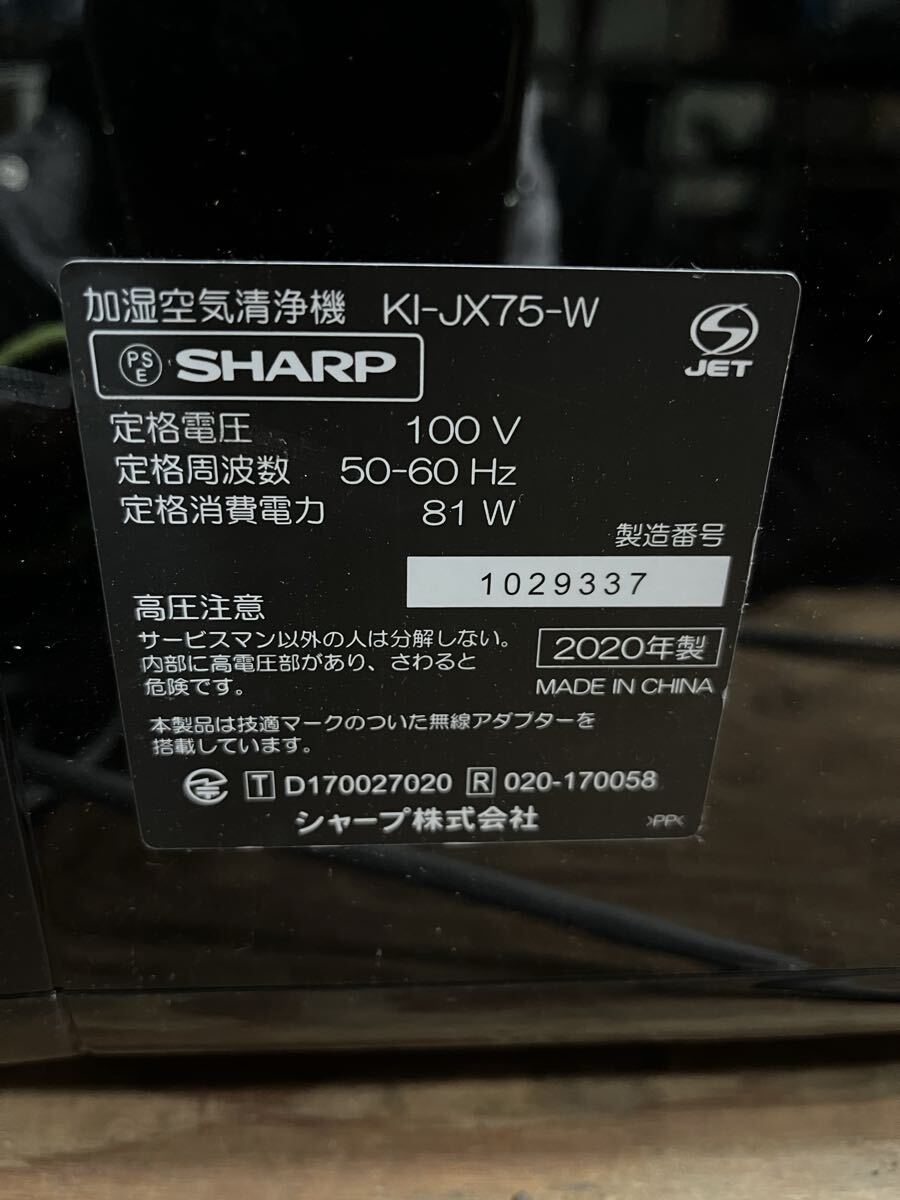 加湿空気清浄機 KI-JX75-W
PSE SHARP
JET
定格電圧 100 V
定格周波数 50-60 Hz
定格消費電力 81 W
製造番号
1029337
高圧注意
サービスマン以外の人は分解しない。
内部に高電圧部があり、さわると
危険です。
2020年製
MADE IN CHINA
本製品は技適マークのついた無線アダプターを
搭載しています。
T D170027020 R 020-170058
シャープ株式会社
>PP<